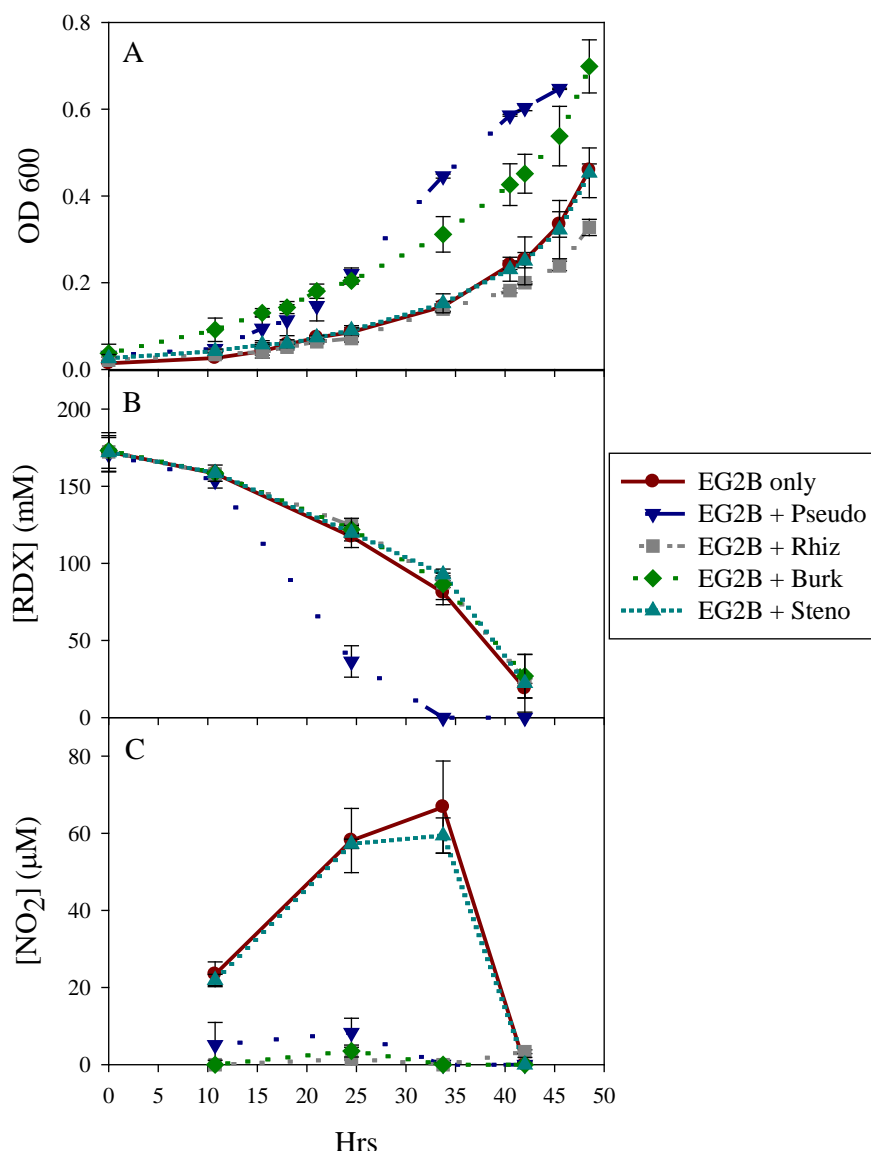 A
0.8
0.6
0.4
0.2
0.0
OD 600
B
200
150
100
50
0
[RDX] (mM)
EG2B only
EG2B + Pseudo
EG2B + Rhiz
EG2B + Burk
EG2B + Steno
C
80
60
40
20
0
[NO2] (μM)
0 5 10 15 20 25 30 35 40 45 50
Hrs